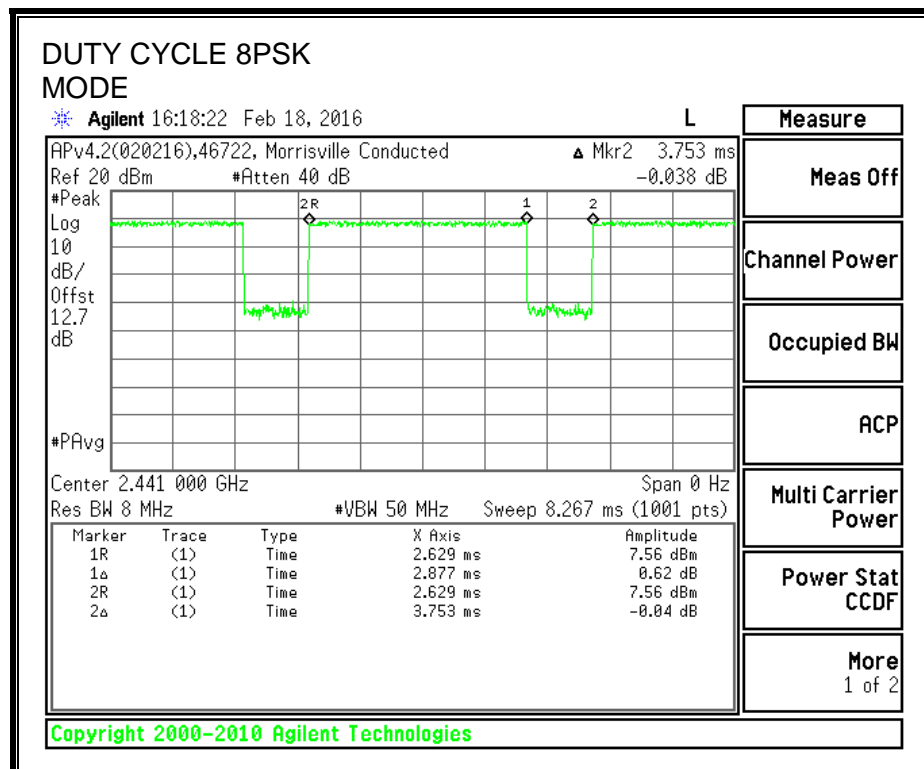 DUTY CYCLE 8PSK
MODE
Agilent 16:18:22 Feb 18, 2016 L
Measure
APv4.2(020216),46722, Morrisville Conducted ▲ Mkr2 3.753 ms
Ref 20 dBm #Atten 40 dB -0.038 dB
Meas Off
#Peak
Log
10
dB/
Offst
12.7
dB
#PAvg
2R 1 2
Channel Power
Occupied BW
ACP
Center 2.441 000 GHz Span 0 Hz
Res BW 8 MHz #VBW 50 MHz Sweep 8.267 ms (1001 pts)
Multi Carrier
Power
Marker Trace Type X Axis Amplitude
1R (1) Time 2.629 ms 7.56 dBm
1△ (1) Time 2.877 ms 0.62 dB
2R (1) Time 2.629 ms 7.56 dBm
2△ (1) Time 3.753 ms -0.04 dB
Power Stat
CCDF
More
1 of 2
Copyright 2000-2010 Agilent Technologies